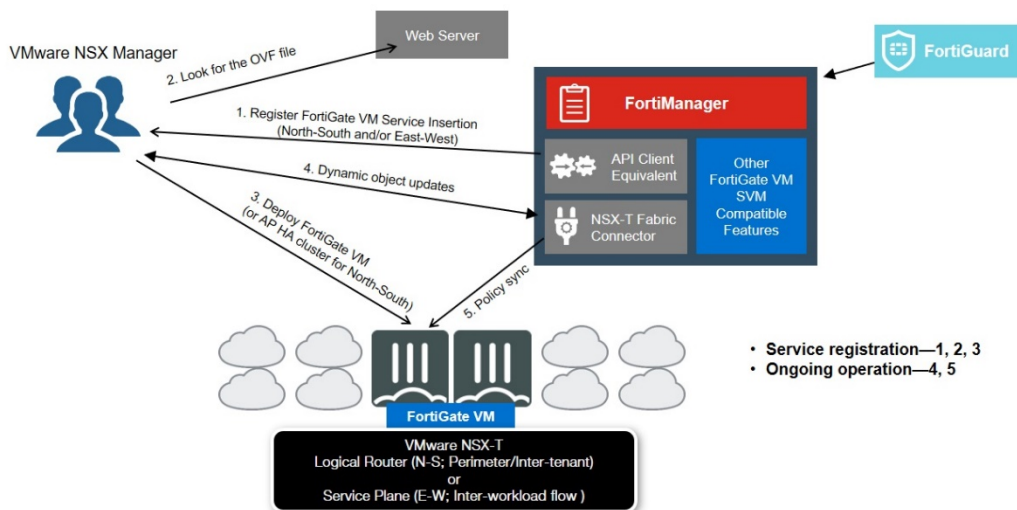 VMware NSX Manager
Web Server
FortiGuard
2. Look for the OVF file
FortiManager
1. Register FortiGate VM Service Insertion
(North-South and/or East-West)
API Client
Equivalent
Other
FortiGate VM
SVM
Compatible
Features
4. Dynamic object updates
NSX-T Fabric
Connector
3. Deploy FortiGate VM
(or AP HA cluster for North-South)
5. Policy sync
• Service registration—1, 2, 3
• Ongoing operation—4, 5
FortiGate VM
VMware NSX-T
Logical Router (N-S; Perimeter/Inter-tenant)
or
Service Plane (E-W; Inter-workload flow )